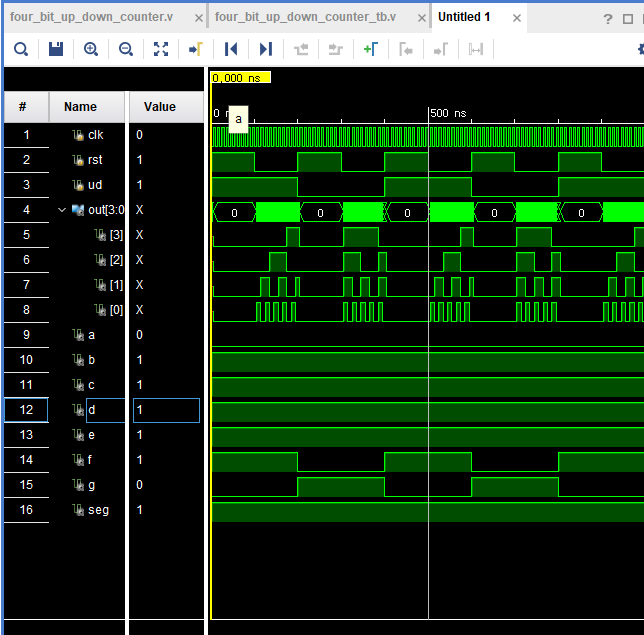 four_bit_up_down_counter.v × four_bit_up_down_counter_tb.v × Untitled 1 × ?
0,000 ns
# Name Value
0 a 500 ns
1 clk 0
2 rst 1
3 ud 1
4 out[3:0 X 0 0 0 0 0
5 [3] X
6 [2] X
7 [1] X
8 [0] X
9 a 0
10 b 1
11 c 1
12 d 1
13 e 1
14 f 1
15 g 0
16 seg 1